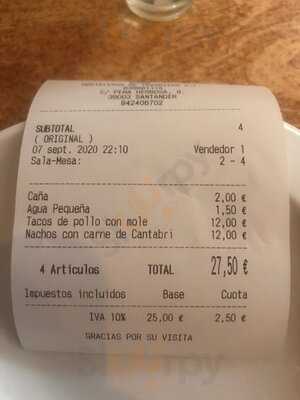 C/ PEÑA HERBOSA, 8.
39003 SANTANDER
942406702
SUBTOTAL 4
( ORIGINAL )
07 sept. 2020 22:10 Vendedor 1
Sala-Mesa: 2 - 4
Caña 2,00 €
Agua Pequeña 1,50 €
Tacos de pollo con mole 12,00 €
Nachos con carne de Cantabri 12,00 €
4 Artículos TOTAL 27,50 €
Impuestos incluidos Base Cuota
IVA 10% 25,00 € 2,50 €
GRACIAS POR SU VISITA